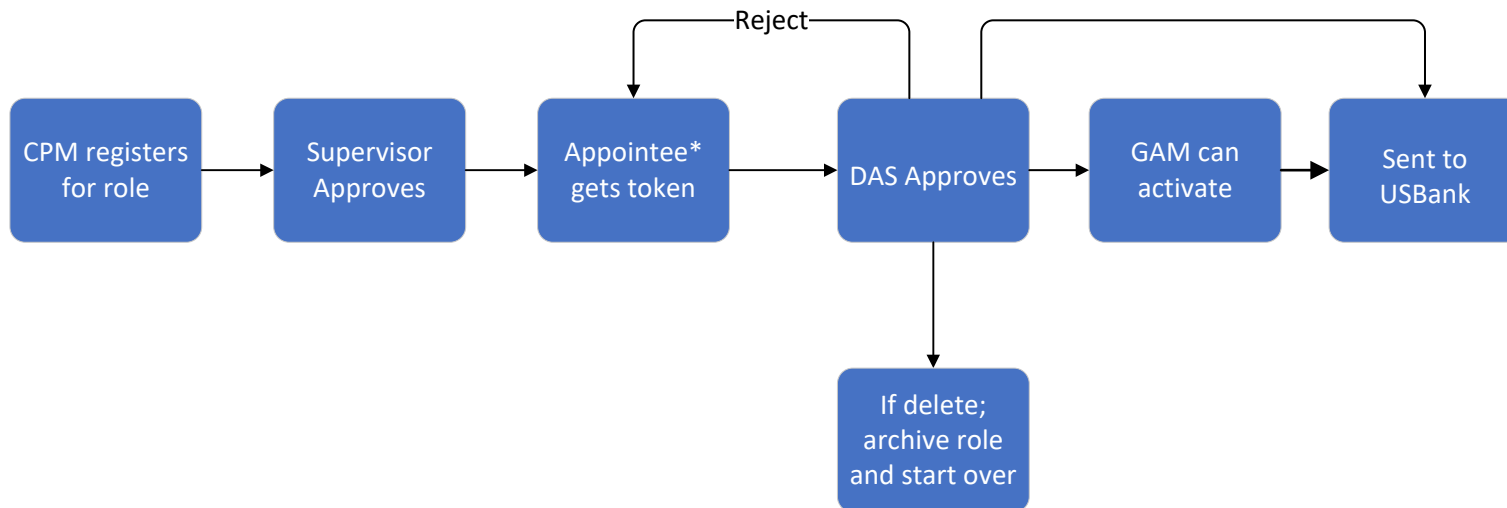 Reject
CPM registers
for role
Supervisor
Approves
Appointee*
gets token
DAS Approves
GAM can
activate
Sent to
USBank
If delete;
archive role
and start over